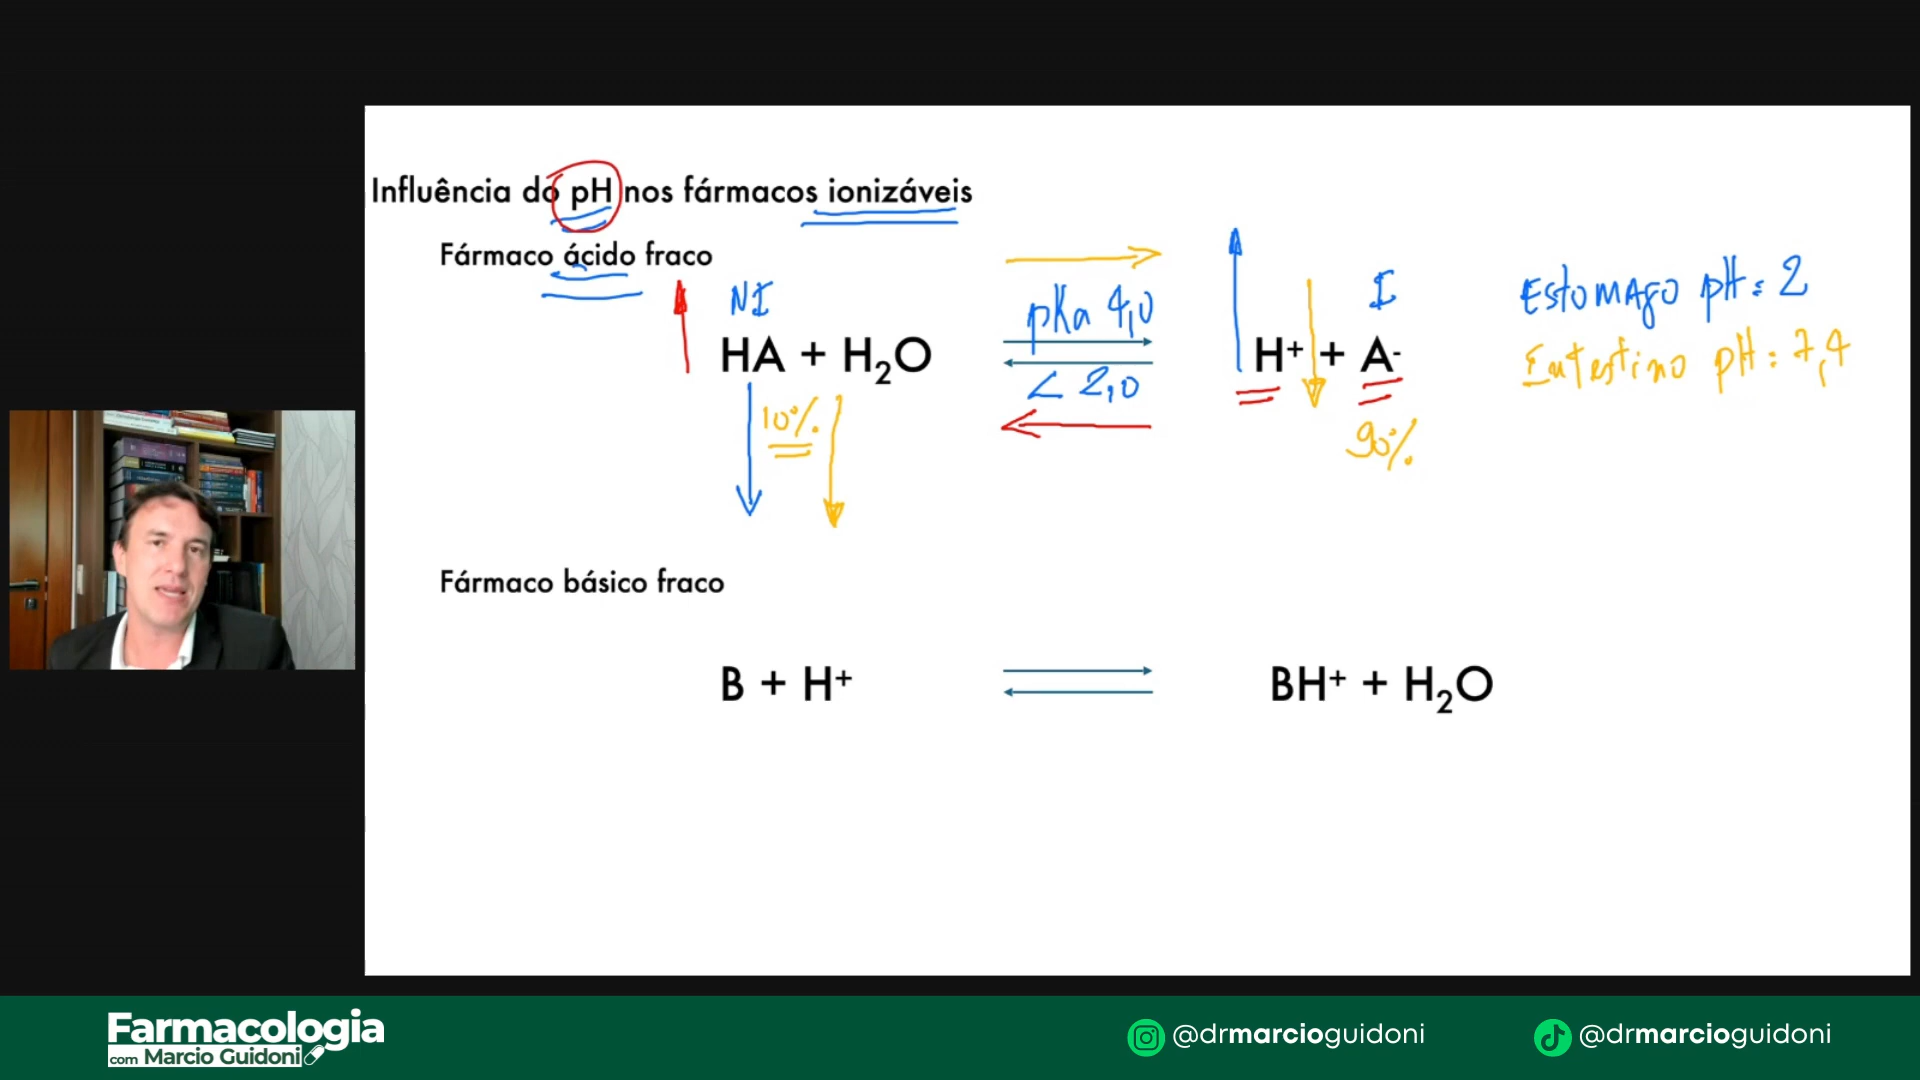 Influência do pH nos fármacos ionizáveis
Fármaco ácido fraco
NI
I
Estomago pH: 2
pKa 4,0
HA + H₂O
H⁺ + A-
Entestino pH: 7,4
< 2,0
10%
90%
Fármaco básico fraco
B + H⁺
BH⁺ + H₂O
Farmacologia
com Marcio Guidoni
@drmarcioguidoni
@drmarcioguidoni